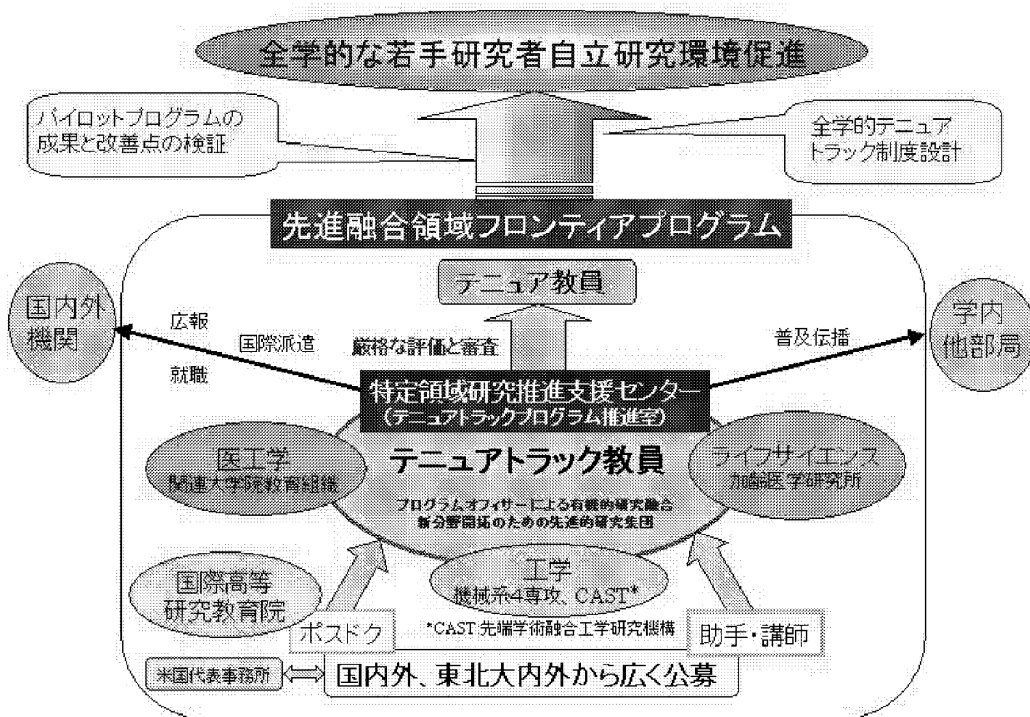 全学的な若手研究者自立研究環境促進
パイロットプログラムの
成果と改善点の検証
全学的テニュア
トラック制度設計
先進融合領域フロンティアプログラム
テニュア教員
国内外
機関
広報
国際派遣
就職
厳格な評価と審査
普及伝播
学内
他部局
特定領域研究推進支援センター
(テニュアトラックプログラム推進室)
医工学
関連大学院教育組織
テニュアトラック教員
ライフサイエンス
加齢医学研究所
プログラムオフィサーによる有機的研究融合
新分野開拓のための先進的研究集団
国際高等
研究教育院
工学
機械系4専攻、CAST*
ポスドク
*CAST:先端学術融合工学研究機構
助手・講師
米国代表事務所
国内外、東北大内外から広く公募